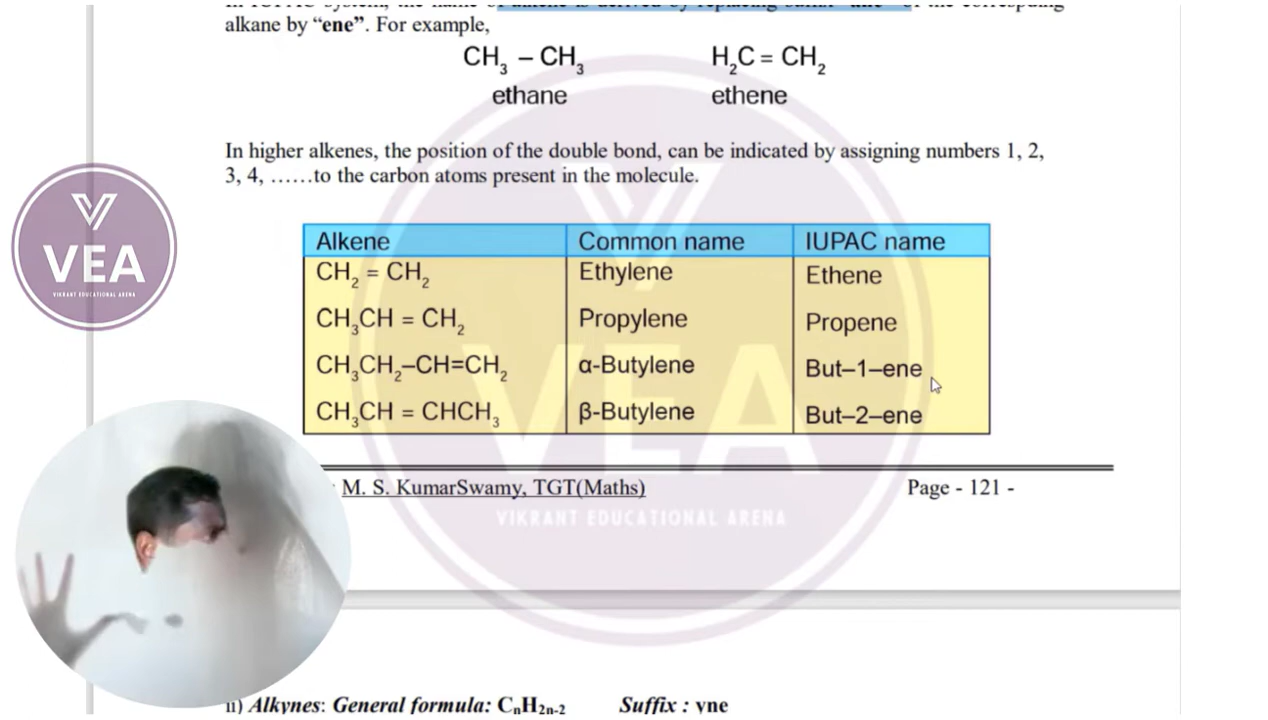 alkane by “ene”. For example,
CH₃ – CH₃ H₂C = CH₂
ethane ethene
In higher alkenes, the position of the double bond, can be indicated by assigning numbers 1, 2,
3, 4, ……to the carbon atoms present in the molecule.
VEA
VIKRANT EDUCATIONAL ARENA
Alkene Common name IUPAC name
CH₂ = CH₂ Ethylene Ethene
CH₃CH = CH₂ Propylene Propene
CH₃CH₂–CH=CH₂ α-Butylene But–1–ene
CH₃CH = CHCH₃ β-Butylene But–2–ene
VEA
M. S. KumarSwamy, TGT(Maths) Page - 121 -
VIKRANT EDUCATIONAL ARENA
ii) Alkynes: General formula: CₙH₂ₙ₋₂ Suffix : yne